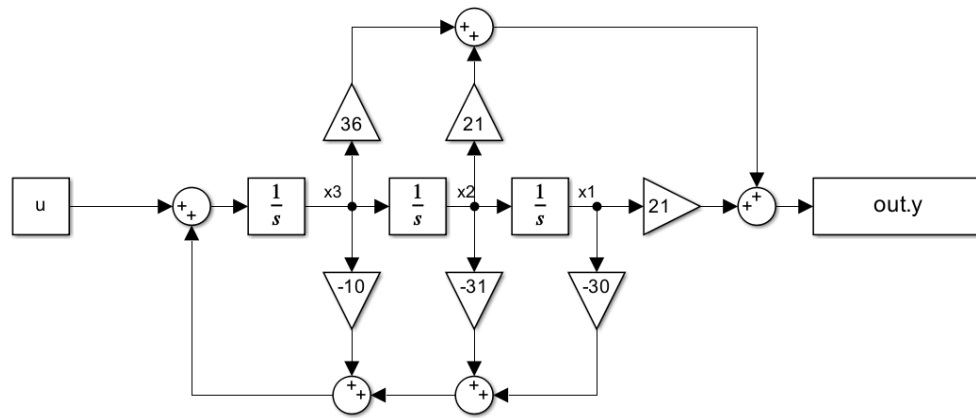 +
+
36
21
u
+
+
1
s
x3
1
s
x2
1
s
x1
21
+
+
out.y
-10
-31
-30
+
+
+
+